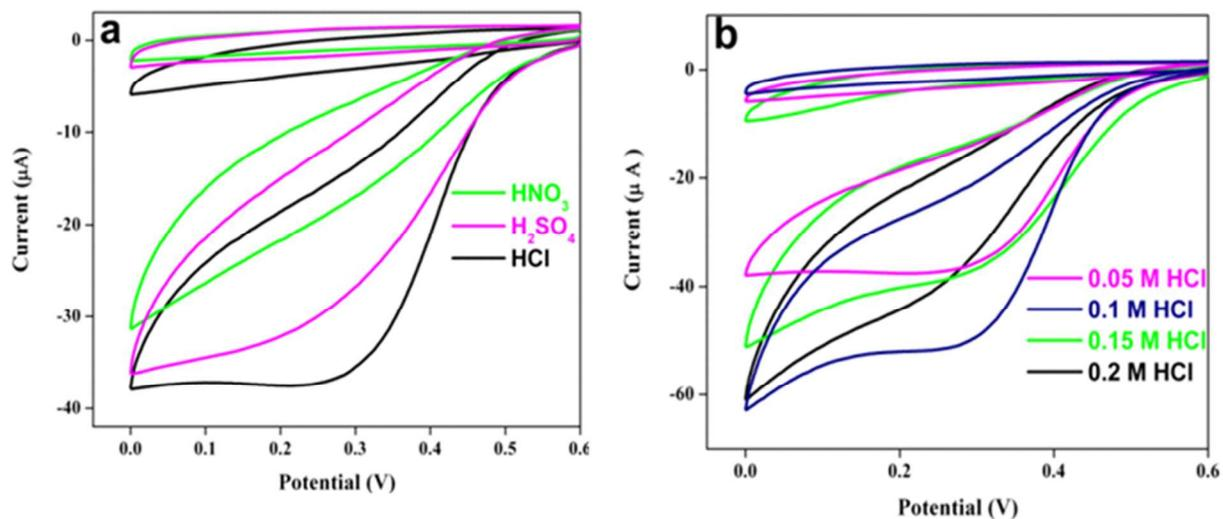 a
0
-10
-20
-30
-40
Current (μA)
HNO3
H2SO4
HCl
0.0 0.1 0.2 0.3 0.4 0.5 0.6
Potential (V)
b
0
-20
-40
-60
Current (μ A )
0.05 M HCl
0.1 M HCl
0.15 M HCl
0.2 M HCl
0.0 0.2 0.4 0.6
Potential (V)